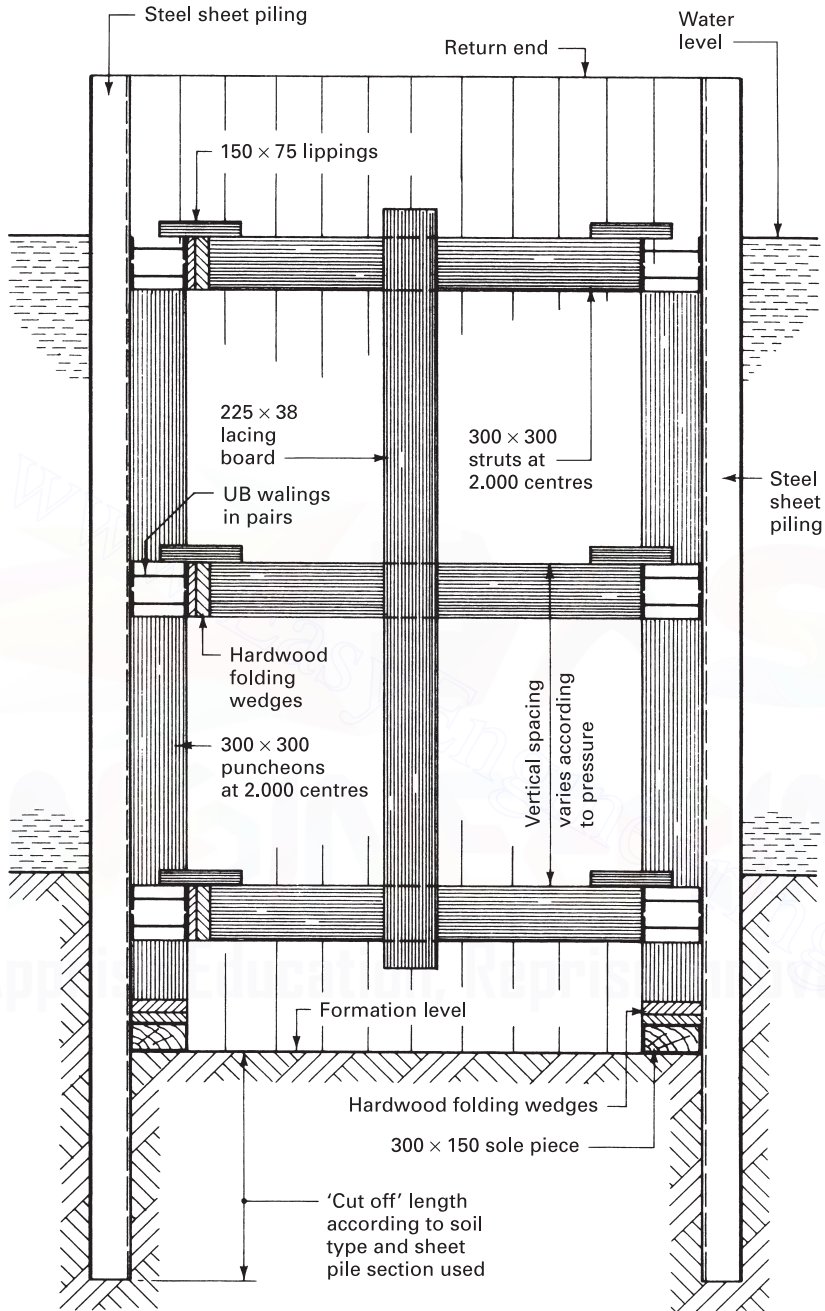 Steel sheet piling
Return end
Water
level
150 × 75 lippings
225 × 38
lacing
board
300 × 300
struts at
2.000 centres
UB walings
in pairs
Steel
sheet
piling
Hardwood
folding
wedges
Vertical spacing
varies according
to pressure
300 × 300
puncheons
at 2.000 centres
Formation level
Hardwood folding wedges
300 × 150 sole piece
‘Cut off’ length
according to soil
type and sheet
pile section used